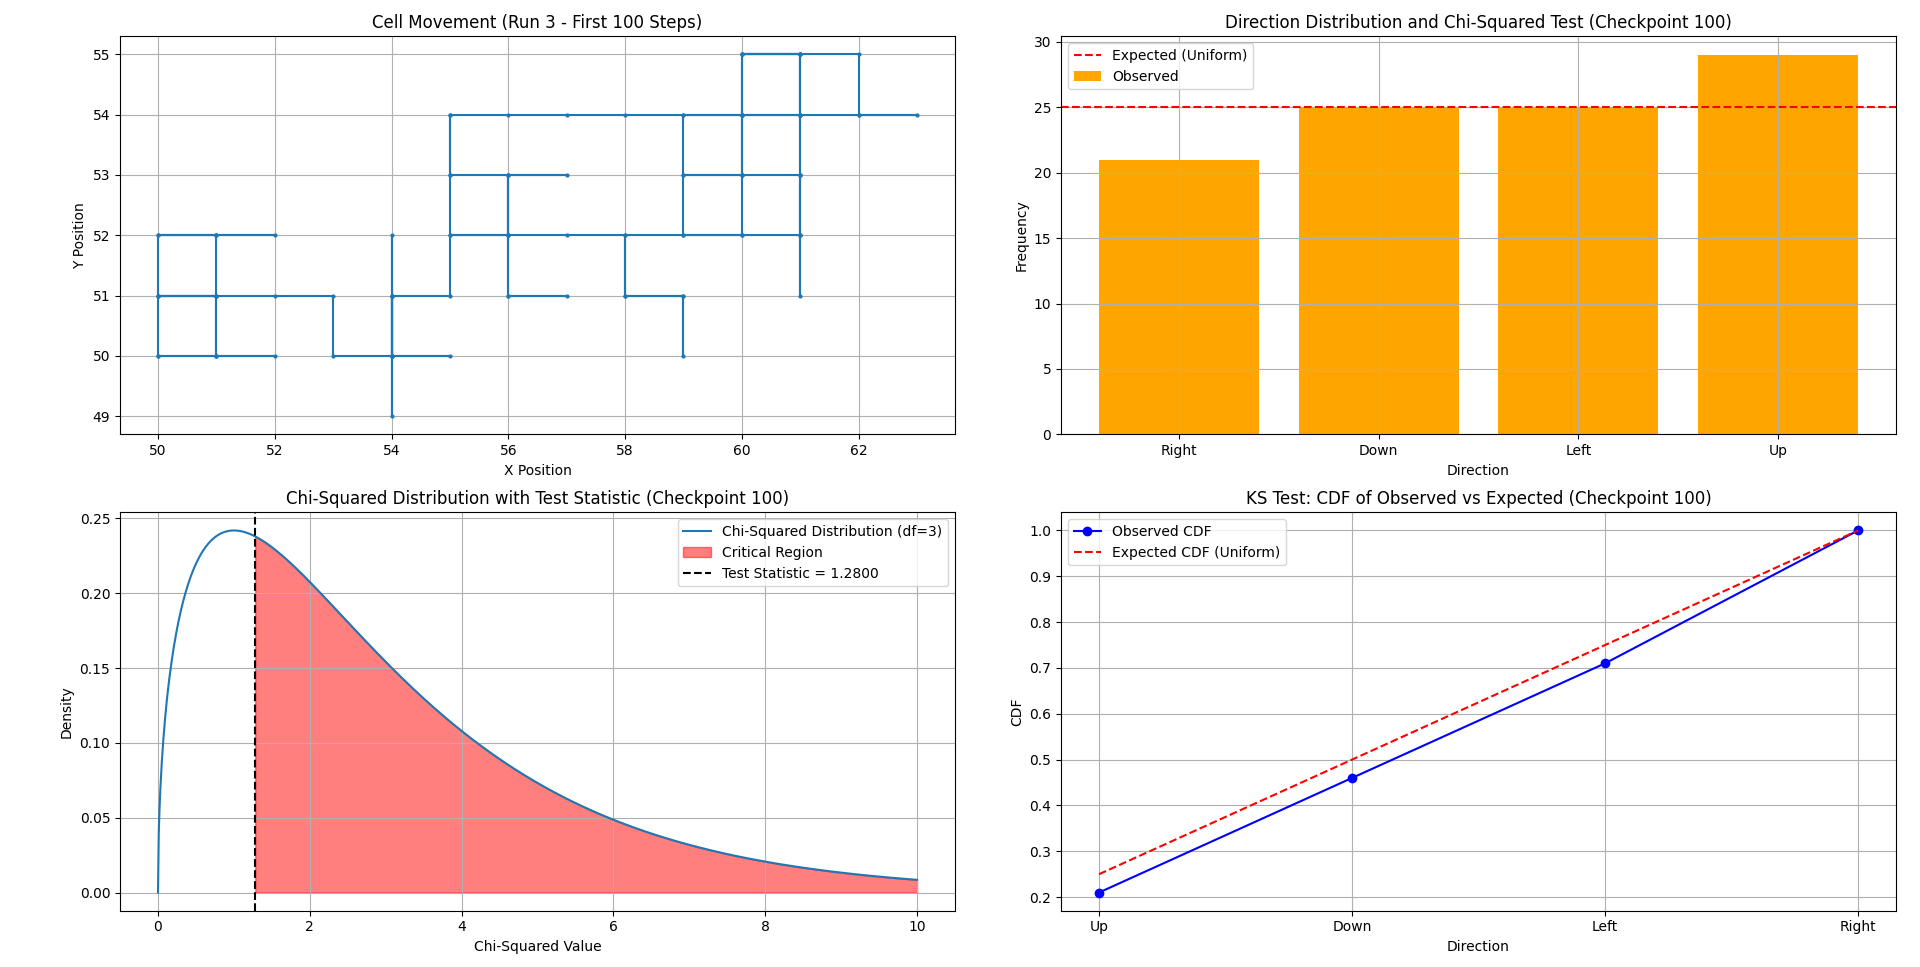 Cell Movement (Run 3 - First 100 Steps)
55
54
53
52
51
50
49
Y Position
50
52
54
56
58
60
62
X Position
Direction Distribution and Chi-Squared Test (Checkpoint 100)
Expected (Uniform)
Observed
30
25
20
15
10
5
0
Frequency
Right
Down
Left
Up
Direction
Chi-Squared Distribution with Test Statistic (Checkpoint 100)
Chi-Squared Distribution (df=3)
Critical Region
Test Statistic = 1.2800
0.25
0.20
0.15
0.10
0.05
0.00
Density
0
2
4
6
8
10
Chi-Squared Value
KS Test: CDF of Observed vs Expected (Checkpoint 100)
Observed CDF
Expected CDF (Uniform)
1.0
0.9
0.8
0.7
0.6
0.5
0.4
0.3
0.2
CDF
Up
Down
Left
Right
Direction